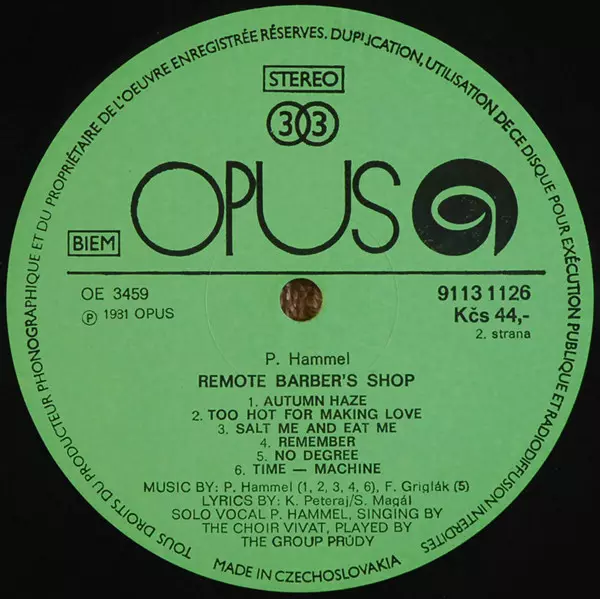 TOUS DROITS DU PRODUCTEUR PHONOGRAPHIQUE ET DU PROPRIÉTAIRE DE L'OEUVRE ENREGISTRÉE RÉSERVES. DUPLICATION, UTILISATION DE CE DISQUE POUR EXÉCUTION PUBLIQUE ET RADIODIFFUSION INTERDITES
STEREO
33
OPUS
BIEM
OE 3459
℗ 1981 OPUS
9113 1126
Kčs 44,-
2. strana
P. Hammel
REMOTE BARBER'S SHOP
1. AUTUMN HAZE
2. TOO HOT FOR MAKING LOVE
3. SALT ME AND EAT ME
4. REMEMBER
5. NO DEGREE
6. TIME — MACHINE
MUSIC BY: P. Hammel (1, 2, 3, 4, 6), F. Griglák (5)
LYRICS BY: K. Peteraj/S. Magál
SOLO VOCAL P. HAMMEL, SINGING BY
THE CHOIR VIVAT, PLAYED BY
THE GROUP PRÚDY
MADE IN CZECHOSLOVAKIA